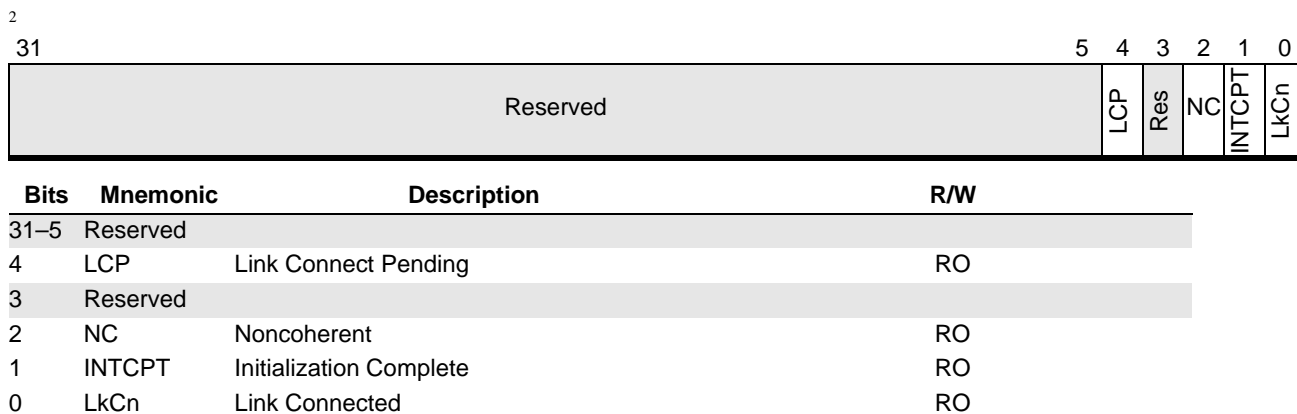 2
31 5 4 3 2 1 0
Reserved LCP Res NC INTCPT LkCn
Bits Mnemonic Description R/W
31–5 Reserved
4 LCP Link Connect Pending RO
3 Reserved
2 NC Noncoherent RO
1 INTCPT Initialization Complete RO
0 LkCn Link Connected RO